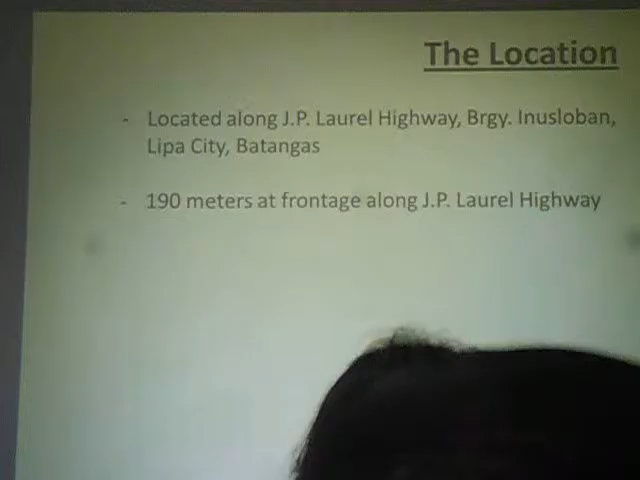 The Location
- Located along J.P. Laurel Highway, Brgy. Inusloban,
Lipa City, Batangas
- 190 meters at frontage along J.P. Laurel Highway